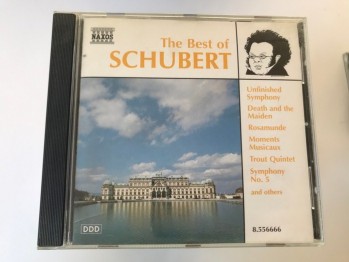 NAXOS
The Best of
SCHUBERT
Unfinished
Symphony
Death and the
Maiden
Rosamunde
Moments
Musicaux
Trout Quintet
Symphony
No. 5
and others
DDD
8.556666